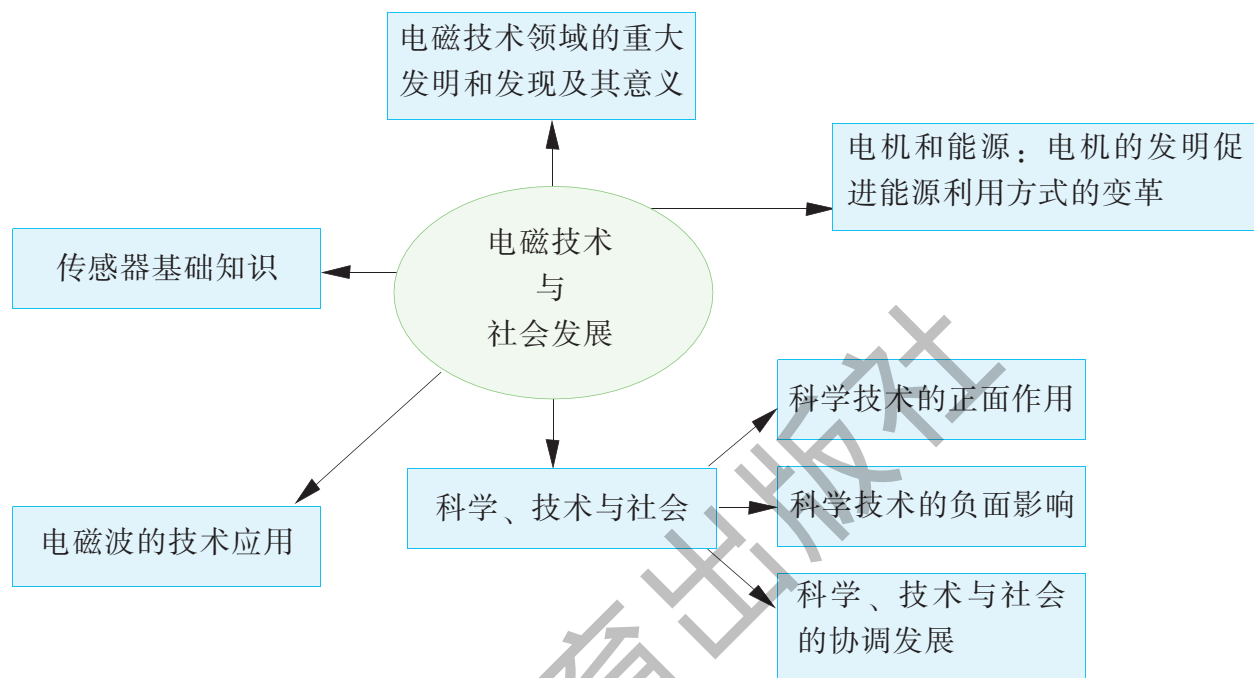 电磁技术领域的重大
发明和发现及其意义
电机和能源：电机的发明促
进能源利用方式的变革
电磁技术
与
社会发展
传感器基础知识
科学技术的正面作用
科学、技术与社会
科学技术的负面影响
电磁波的技术应用
科学、技术与社会
的协调发展
育出版社